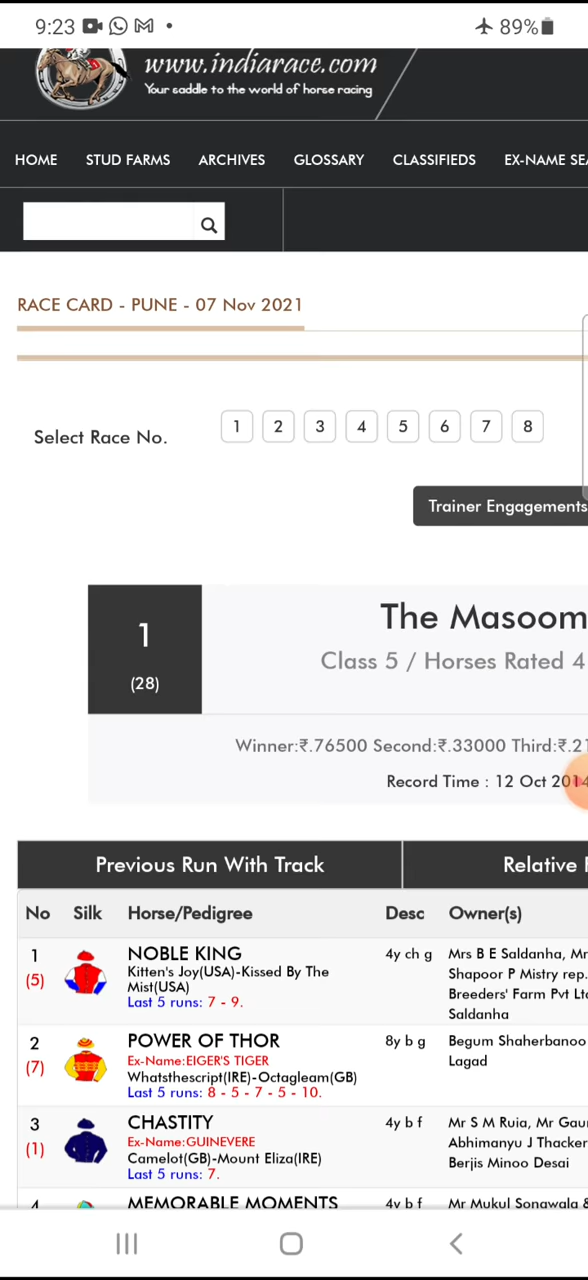 9:23 89%
www.indiarace.com
Your saddle to the world of horse racing
HOME STUD FARMS ARCHIVES GLOSSARY CLASSIFIEDS EX-NAME SEA
RACE CARD - PUNE - 07 Nov 2021
Select Race No. 1 2 3 4 5 6 7 8
Trainer Engagements
1
(28)
The Masoom
Class 5 / Horses Rated 4
Winner:₹.76500 Second:₹.33000 Third:₹.21
Record Time : 12 Oct 2014
Previous Run With Track Relative
No Silk Horse/Pedigree Desc Owner(s)
1 NOBLE KING 4y ch g Mrs B E Saldanha, Mr
(5) Kitten's Joy(USA)-Kissed By The Shapoor P Mistry rep.
Mist(USA) Breeders' Farm Pvt Ltd
Last 5 runs: 7 - 9. Saldanha
2 POWER OF THOR 8y b g Begum Shaherbanoo
(7) Ex-Name:EIGER'S TIGER Lagad
Whatsthescript(IRE)-Octagleam(GB)
Last 5 runs: 8 - 5 - 7 - 5 - 10.
3 CHASTITY 4y b f Mr S M Ruia, Mr Gau
(1) Ex-Name:GUINEVERE Abhimanyu J Thacker
Camelot(GB)-Mount Eliza(IRE) Berjis Minoo Desai
Last 5 runs: 7.
4 MEMORABLE MOMENTS 4y b f Mr Mukul Sonawala &